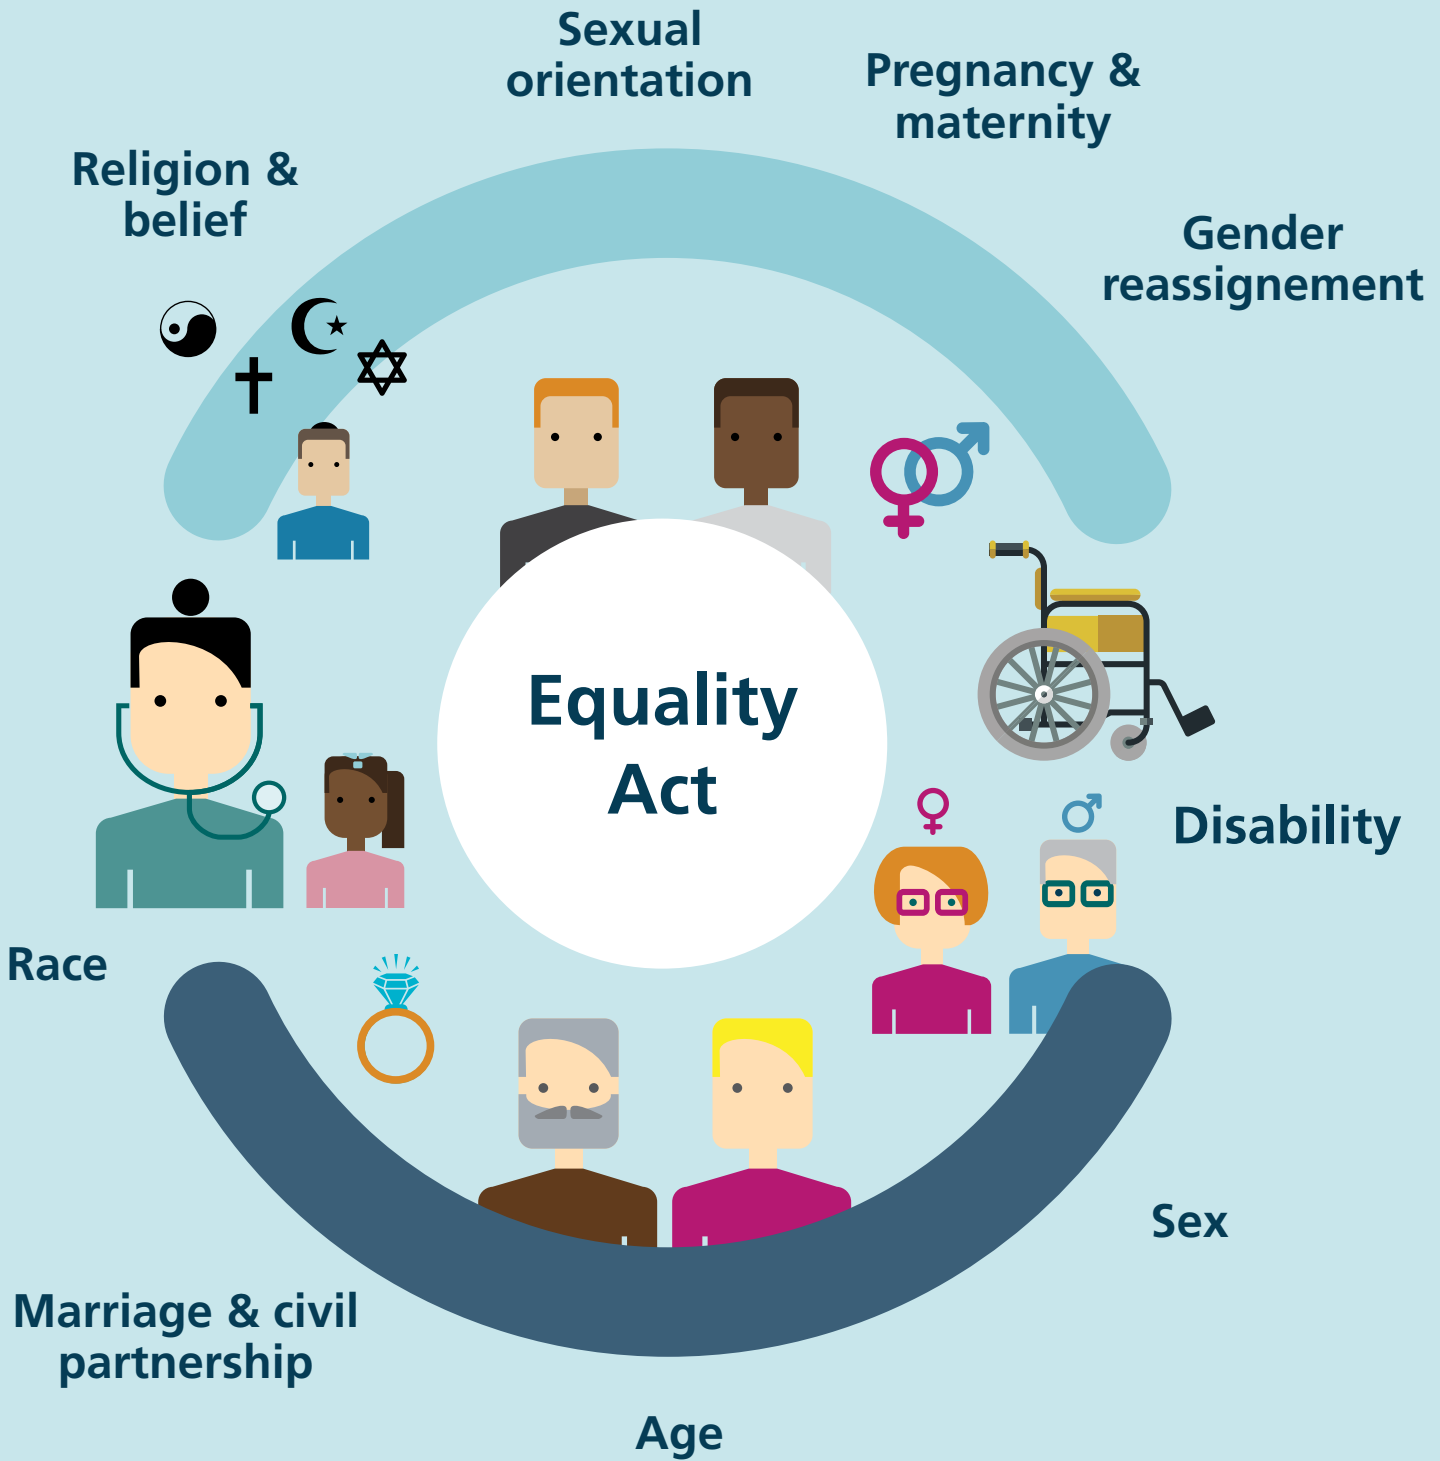 Sexual
orientation
Pregnancy &
maternity
Religion &
belief
Gender
reassignement
Equality
Act
Disability
Race
Sex
Marriage & civil
partnership
Age